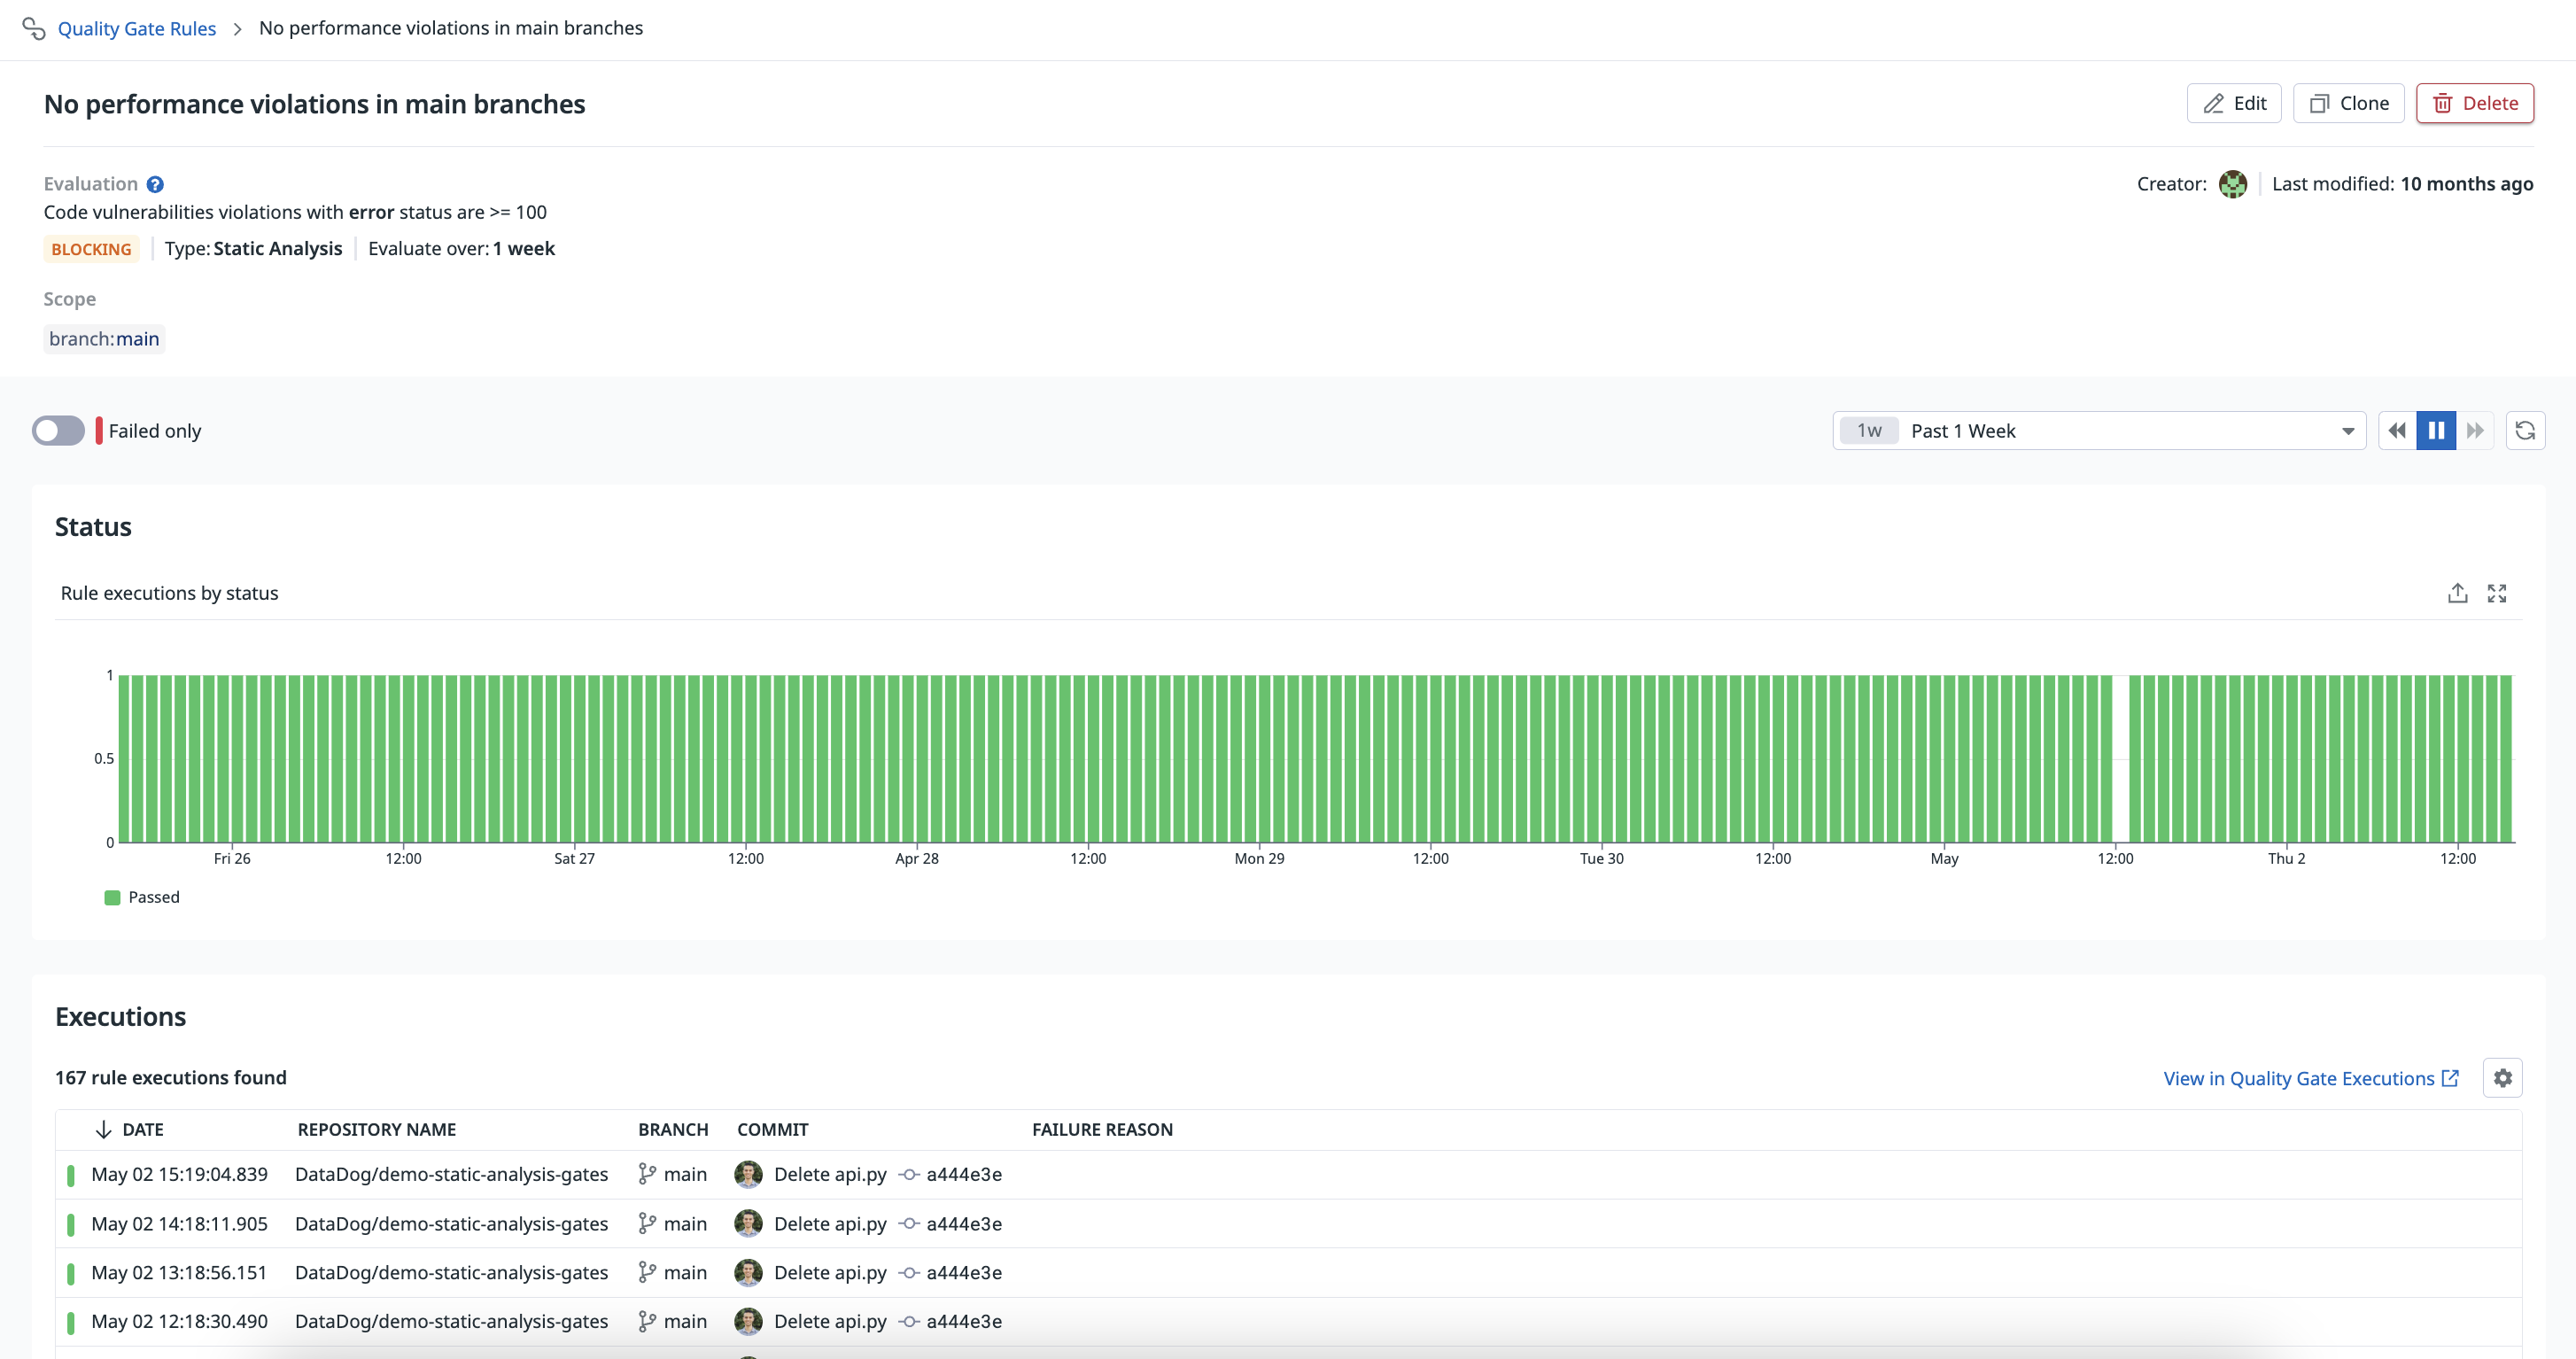 Quality Gate Rules > No performance violations in main branches
No performance violations in main branches
Edit Clone Delete
Evaluation ?
Creator: Last modified: 10 months ago
Code vulnerabilities violations with error status are >= 100
BLOCKING Type: Static Analysis Evaluate over: 1 week
Scope
branch:main
Failed only
1w Past 1 Week
Status
Rule executions by status
1
0.5
0
Fri 26 12:00 Sat 27 12:00 Apr 28 12:00 Mon 29 12:00 Tue 30 12:00 May 12:00 Thu 2 12:00
Passed
Executions
167 rule executions found
View in Quality Gate Executions
DATE REPOSITORY NAME BRANCH COMMIT FAILURE REASON
May 02 15:19:04.839 DataDog/demo-static-analysis-gates main Delete api.py a444e3e
May 02 14:18:11.905 DataDog/demo-static-analysis-gates main Delete api.py a444e3e
May 02 13:18:56.151 DataDog/demo-static-analysis-gates main Delete api.py a444e3e
May 02 12:18:30.490 DataDog/demo-static-analysis-gates main Delete api.py a444e3e